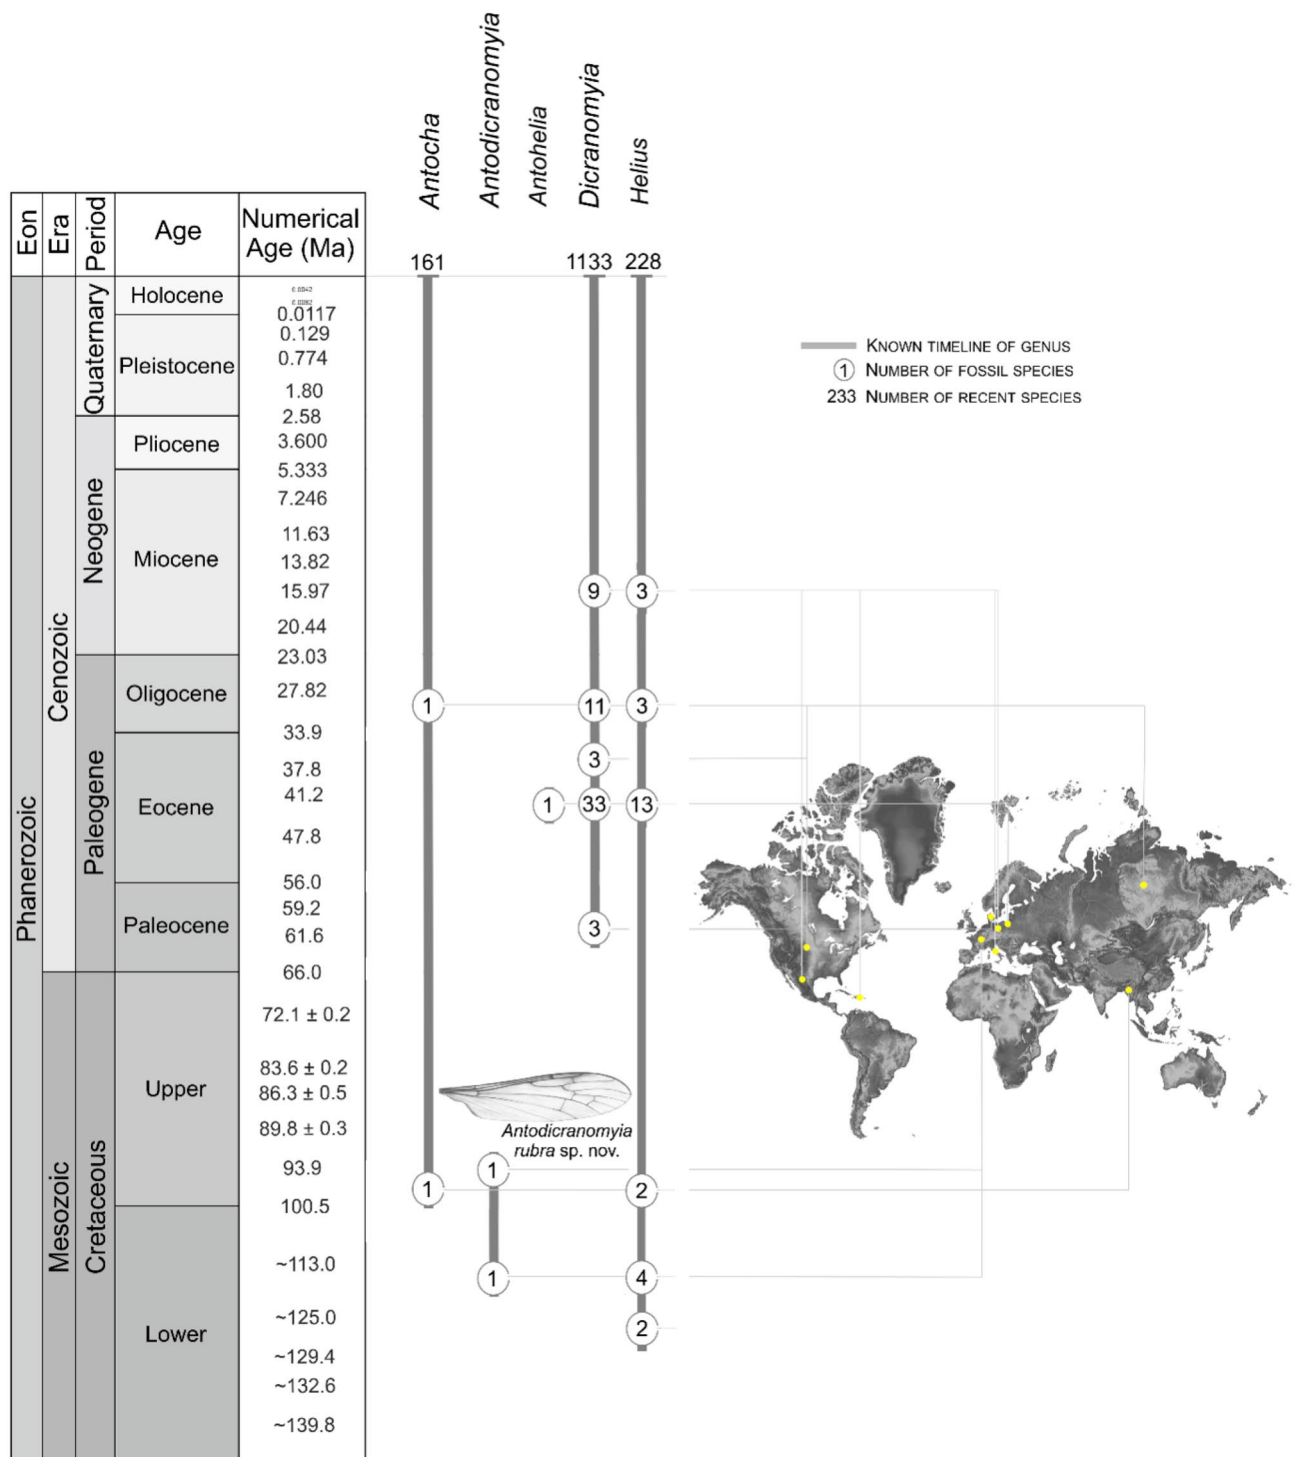 Antocha
Antodicranomyia
Antohelia
Dicranomyia
Helius
Eon
Era
Period
Age
Numerical
Age (Ma)
161
1133
228
Phanerozoic
Cenozoic
Mesozoic
Quaternary
Neogene
Paleogene
Cretaceous
Holocene
Pleistocene
Pliocene
Miocene
Oligocene
Eocene
Paleocene
Upper
Lower
0.0042
0.0082
0.0117
0.129
0.774
1.80
2.58
3.600
5.333
7.246
11.63
13.82
15.97
20.44
23.03
27.82
33.9
37.8
41.2
47.8
56.0
59.2
61.6
66.0
72.1 ± 0.2
83.6 ± 0.2
86.3 ± 0.5
89.8 ± 0.3
93.9
100.5
~113.0
~125.0
~129.4
~132.6
~139.8
KNOWN TIMELINE OF GENUS
1 NUMBER OF FOSSIL SPECIES
233 NUMBER OF RECENT SPECIES
9 3
1 11 3
3
1 33 13
3
Antodicranomyia
rubra sp. nov.
1
1 2
1 4
2